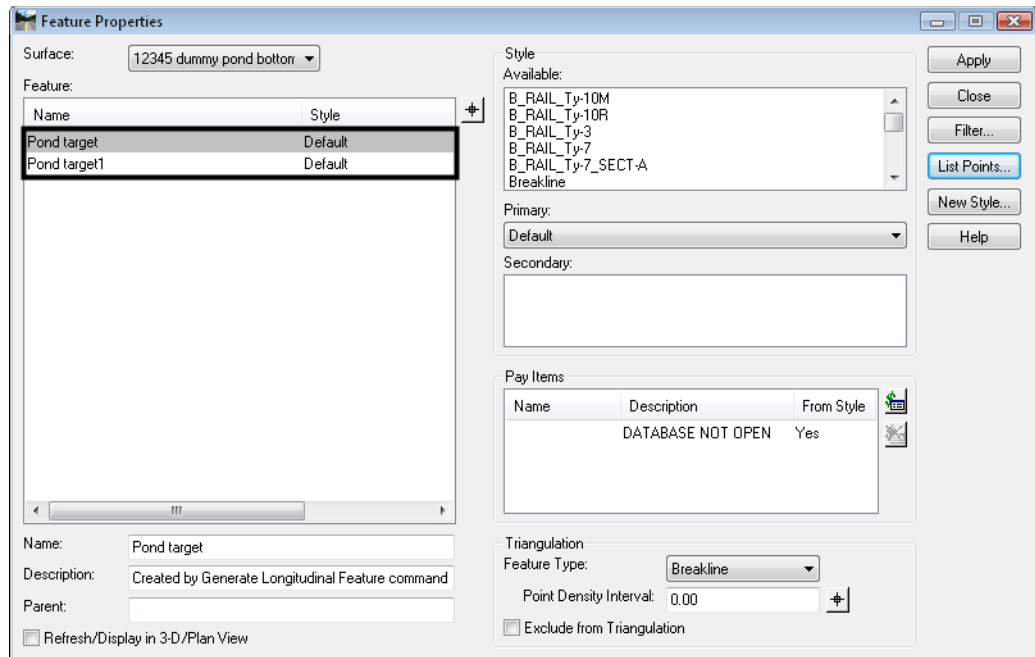 Feature Properties
Surface:
12345 dummy pond bottom
Feature:
Name Style
Pond target Default
Pond target1 Default
Name: Pond target
Description: Created by Generate Longitudinal Feature command
Parent:
Refresh/Display in 3-D/Plan View
Style
Available:
B_RAIL_Ty-10M
B_RAIL_Ty-10R
B_RAIL_Ty-3
B_RAIL_Ty-7
B_RAIL_Ty-7_SECT-A
Breakline
Primary:
Default
Secondary:
Pay Items
Name Description From Style
DATABASE NOT OPEN Yes
Triangulation
Feature Type: Breakline
Point Density Interval: 0.00
Exclude from Triangulation
Apply
Close
Filter...
List Points...
New Style...
Help